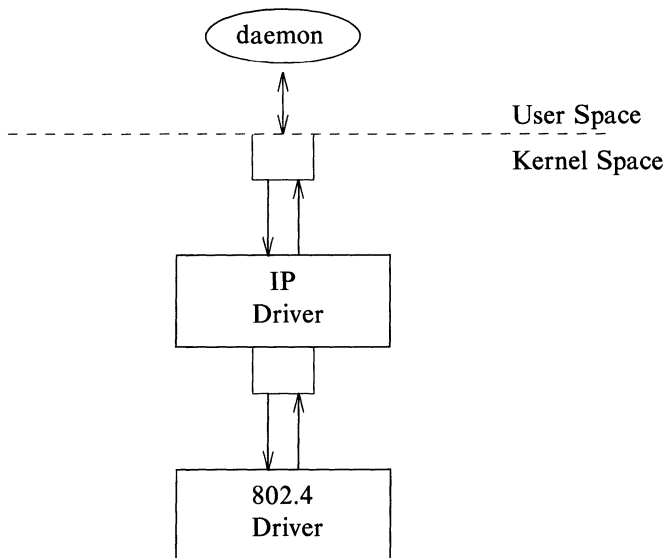 daemon
User Space
Kernel Space
IP
Driver
802.4
Driver